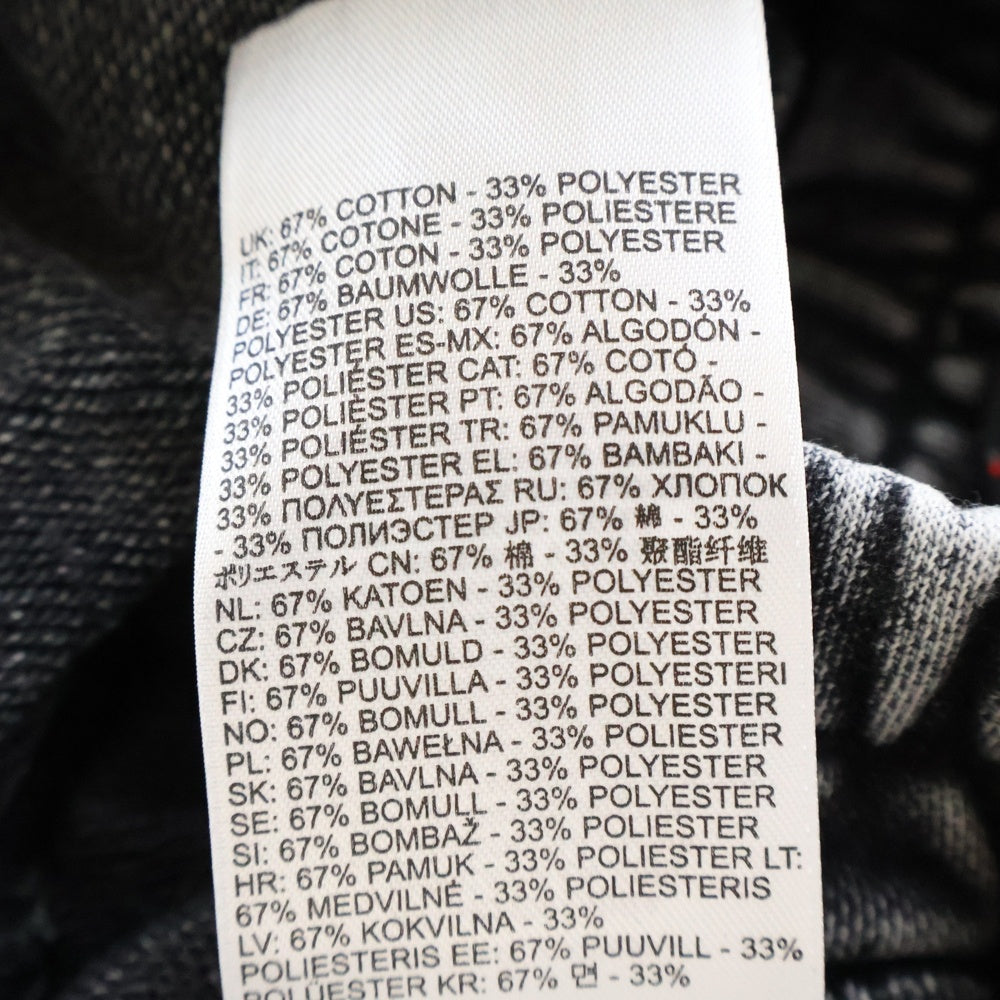 UK: 67% COTTON - 33% POLYESTER
IT: 67% COTONE - 33% POLIESTERE
FR: 67% COTON - 33% POLYESTER
DE: 67% BAUMWOLLE - 33%
POLYESTER US: 67% COTTON - 33%
POLYESTER ES-MX: 67% ALGODÓN -
33% POLIÉSTER CAT: 67% COTÓ -
33% POLIÈSTER PT: 67% ALGODÃO -
33% POLIÉSTER TR: 67% PAMUKLU -
33% POLYESTER EL: 67% BAMBAKI -
33% ΠΟΛΥΕΣΤΕΡΑΣ RU: 67% ХЛОПОК
- 33% ПОЛИЭСТЕР JP: 67% 綿 - 33%
ポリエステル CN: 67% 棉 - 33% 聚酯纤维
NL: 67% KATOEN - 33% POLYESTER
CZ: 67% BAVLNA - 33% POLYESTER
DK: 67% BOMULD - 33% POLYESTER
FI: 67% PUUVILLA - 33% POLYESTERI
NO: 67% BOMULL - 33% POLYESTER
PL: 67% BAWEŁNA - 33% POLIESTER
SK: 67% BAVLNA - 33% POLYESTER
SE: 67% BOMULL - 33% POLYESTER
SI: 67% BOMBAŽ - 33% POLIESTER
HR: 67% PAMUK - 33% POLIESTER LT:
67% MEDVILNĖ - 33% POLIESTERIS
LV: 67% KOKVILNA - 33%
POLIESTERIS EE: 67% PUUVILL - 33%
POLÜESTER KR: 67% 면 - 33%